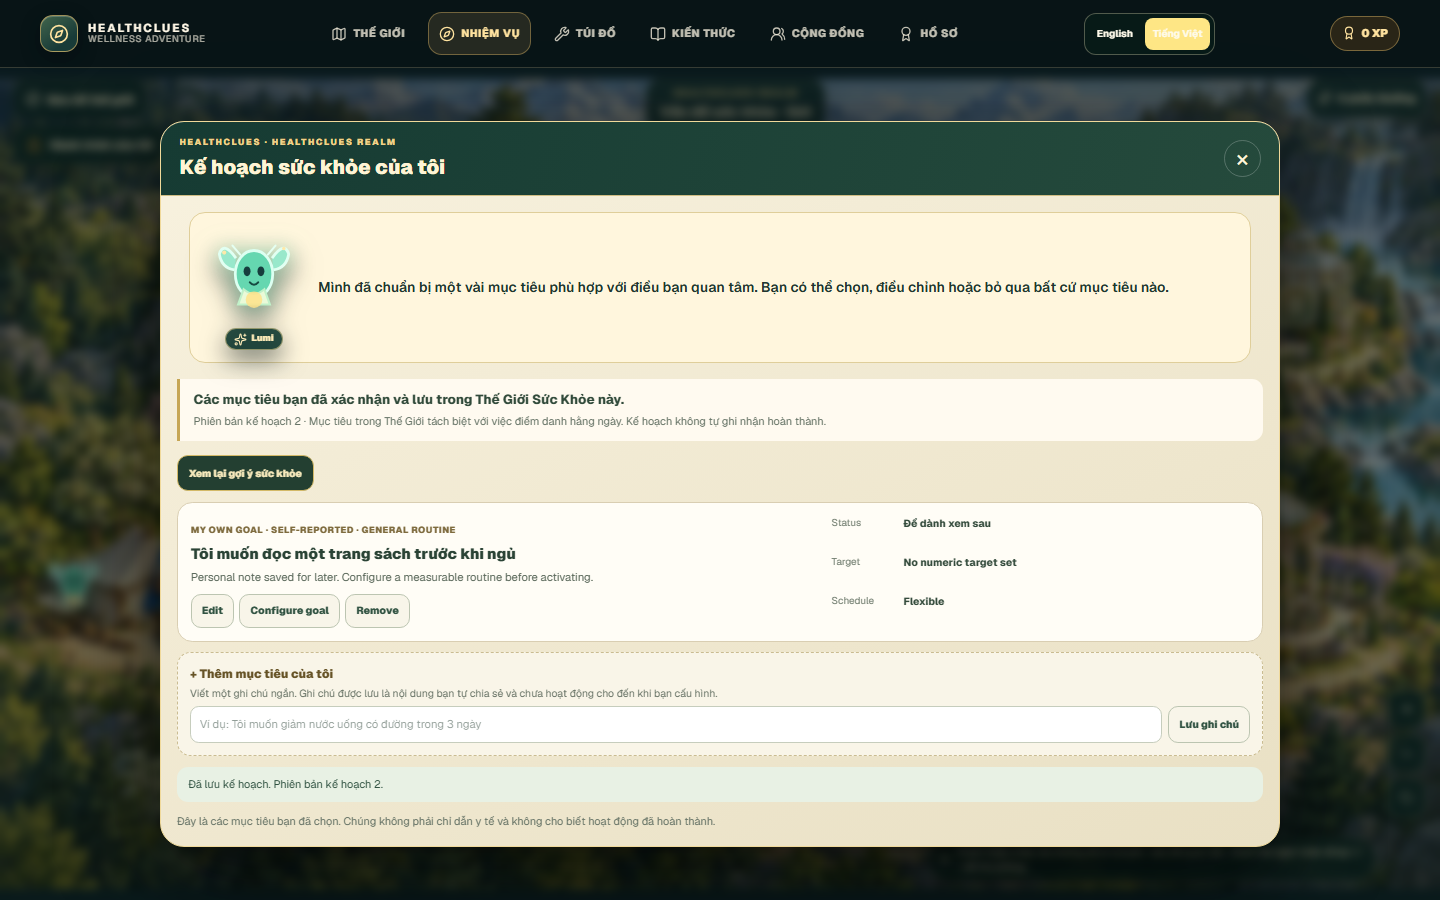 HEALTHCLUES
WELLNESS ADVENTURE
THẾ GIỚI
NHIỆM VỤ
TÚI ĐỒ
KIẾN THỨC
CỘNG ĐỒNG
HỒ SƠ
English
Tiếng Việt
0 XP
HEALTHCLUES · HEALTHCLUES REALM
Kế hoạch sức khỏe của tôi
Mình đã chuẩn bị một vài mục tiêu phù hợp với điều bạn quan tâm. Bạn có thể chọn, điều chỉnh hoặc bỏ qua bất cứ mục tiêu nào.
Lumi
Các mục tiêu bạn đã xác nhận và lưu trong Thế Giới Sức Khỏe này.
Phiên bản kế hoạch 2 · Mục tiêu trong Thế Giới tách biệt với việc điểm danh hằng ngày. Kế hoạch không tự ghi nhận hoàn thành.
Xem lại gợi ý sức khỏe
MY OWN GOAL · SELF-REPORTED · GENERAL ROUTINE
Tôi muốn đọc một trang sách trước khi ngủ
Personal note saved for later. Configure a measurable routine before activating.
Edit
Configure goal
Remove
Status Để dành xem sau
Target No numeric target set
Schedule Flexible
+ Thêm mục tiêu của tôi
Viết một ghi chú ngắn. Ghi chú được lưu là nội dung bạn tự chia sẻ và chưa hoạt động cho đến khi bạn cấu hình.
Ví dụ: Tôi muốn giảm nước uống có đường trong 3 ngày
Lưu ghi chú
Đã lưu kế hoạch. Phiên bản kế hoạch 2.
Đây là các mục tiêu bạn đã chọn. Chúng không phải chỉ dẫn y tế và không cho biết hoạt động đã hoàn thành.